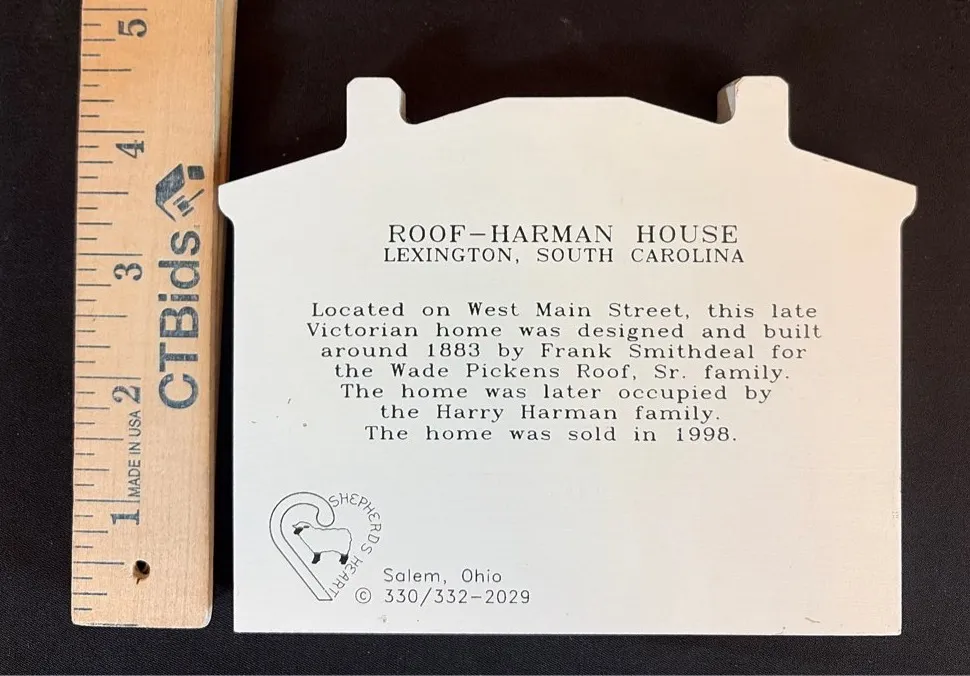 5
4
3
2
1
MADE IN USA
CTBids
ROOF-HARMAN HOUSE
LEXINGTON, SOUTH CAROLINA
Located on West Main Street, this late
Victorian home was designed and built
around 1883 by Frank Smithdeal for
the Wade Pickens Roof, Sr. family.
The home was later occupied by
the Harry Harman family.
The home was sold in 1998.
SHEPHERDS HEART
Salem, Ohio
© 330/332-2029